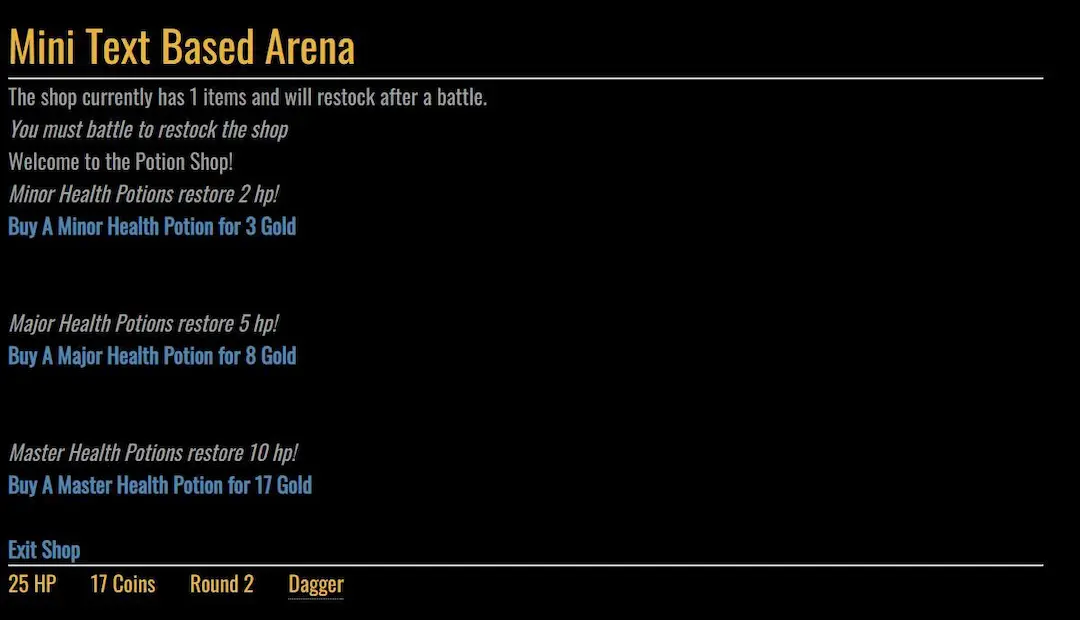 Mini Text Based Arena
The shop currently has 1 items and will restock after a battle.
You must battle to restock the shop
Welcome to the Potion Shop!
Minor Health Potions restore 2 hp!
Buy A Minor Health Potion for 3 Gold
Major Health Potions restore 5 hp!
Buy A Major Health Potion for 8 Gold
Master Health Potions restore 10 hp!
Buy A Master Health Potion for 17 Gold
Exit Shop
25 HP 17 Coins Round 2 Dagger